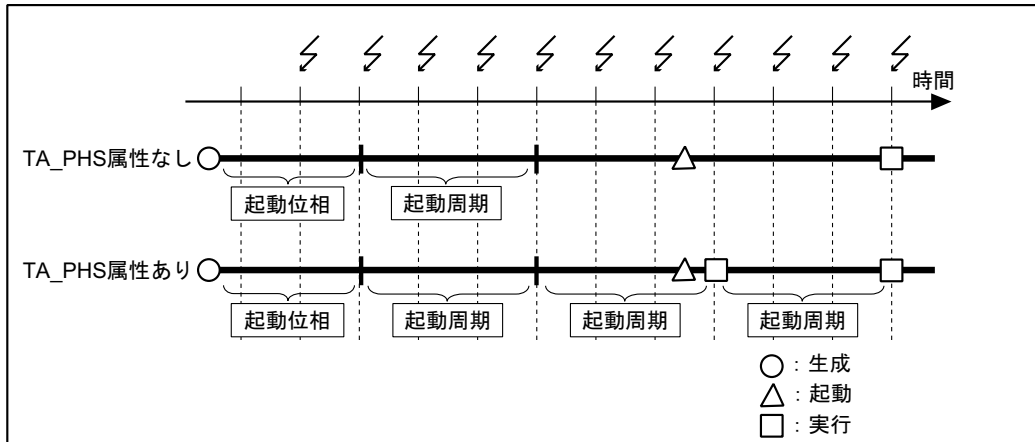 時間
TA_PHS属性なし
起動位相
起動周期
TA_PHS属性あり
起動位相
起動周期
起動周期
起動周期
：生成
：起動
：実行